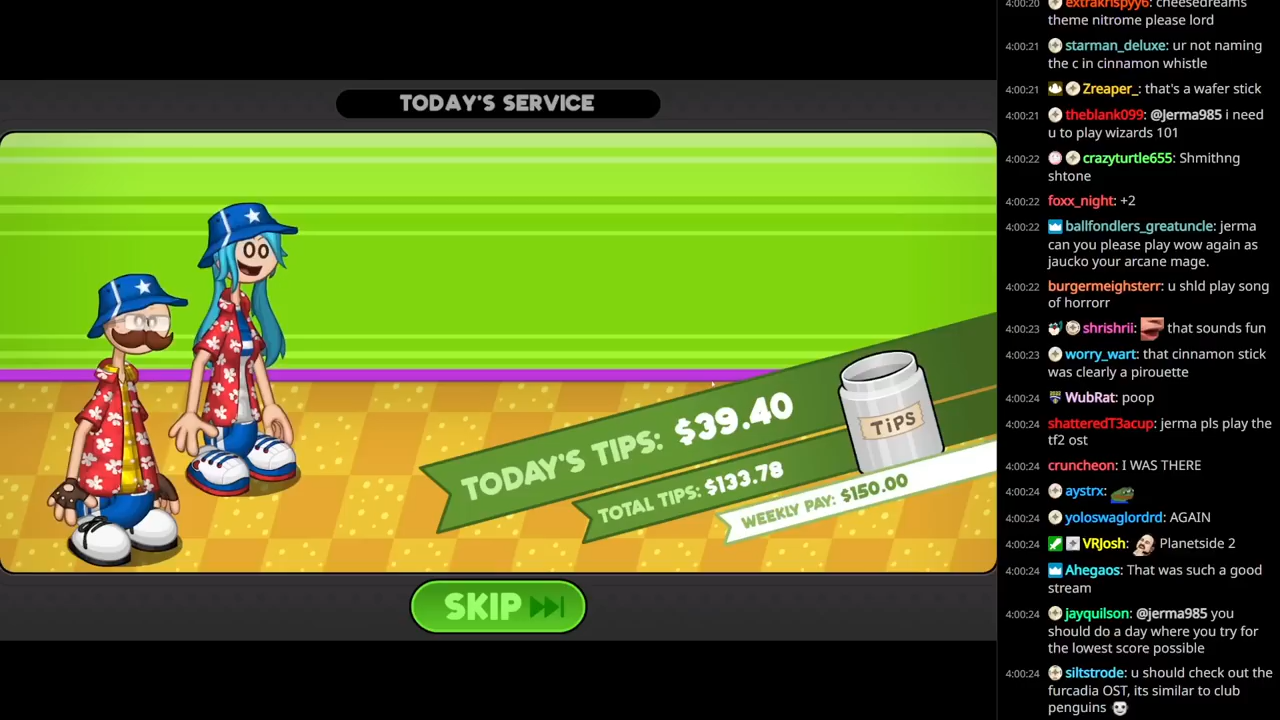 TODAY'S SERVICE
TODAY'S TIPS: $39.40
TOTAL TIPS: $133.78
WEEKLY PAY: $150.00
TiPS
SKIP
4:00:20 extrakrispyy6: cheesedreams
theme nitrome please lord
4:00:21 starman_deluxe: ur not naming
the c in cinnamon whistle
4:00:21 Zreaper_: that's a wafer stick
4:00:21 theblank099: @Jerma985 i need
u to play wizards 101
4:00:22 crazyturtle655: Shmithng
shtone
4:00:22 foxx_night: +2
4:00:22 ballfondlers_greatuncle: jerma
can you please play wow again as
jaucko your arcane mage.
4:00:22 burgermeighsterr: u shld play song
of horrorr
4:00:23 shrishrii: that sounds fun
4:00:23 worry_wart: that cinnamon stick
was clearly a pirouette
4:00:24 WubRat: poop
4:00:24 shatteredT3acup: jerma pls play the
tf2 ost
4:00:24 cruncheon: I WAS THERE
4:00:24 aystrx:
4:00:24 yoloswaglordrd: AGAIN
4:00:24 VRJosh: Planetside 2
4:00:24 Ahegaos: That was such a good
stream
4:00:24 jayquilson: @jerma985 you
should do a day where you try for
the lowest score possible
4:00:24 siltstrode: u should check out the
furcadia OST, its similar to club
penguins